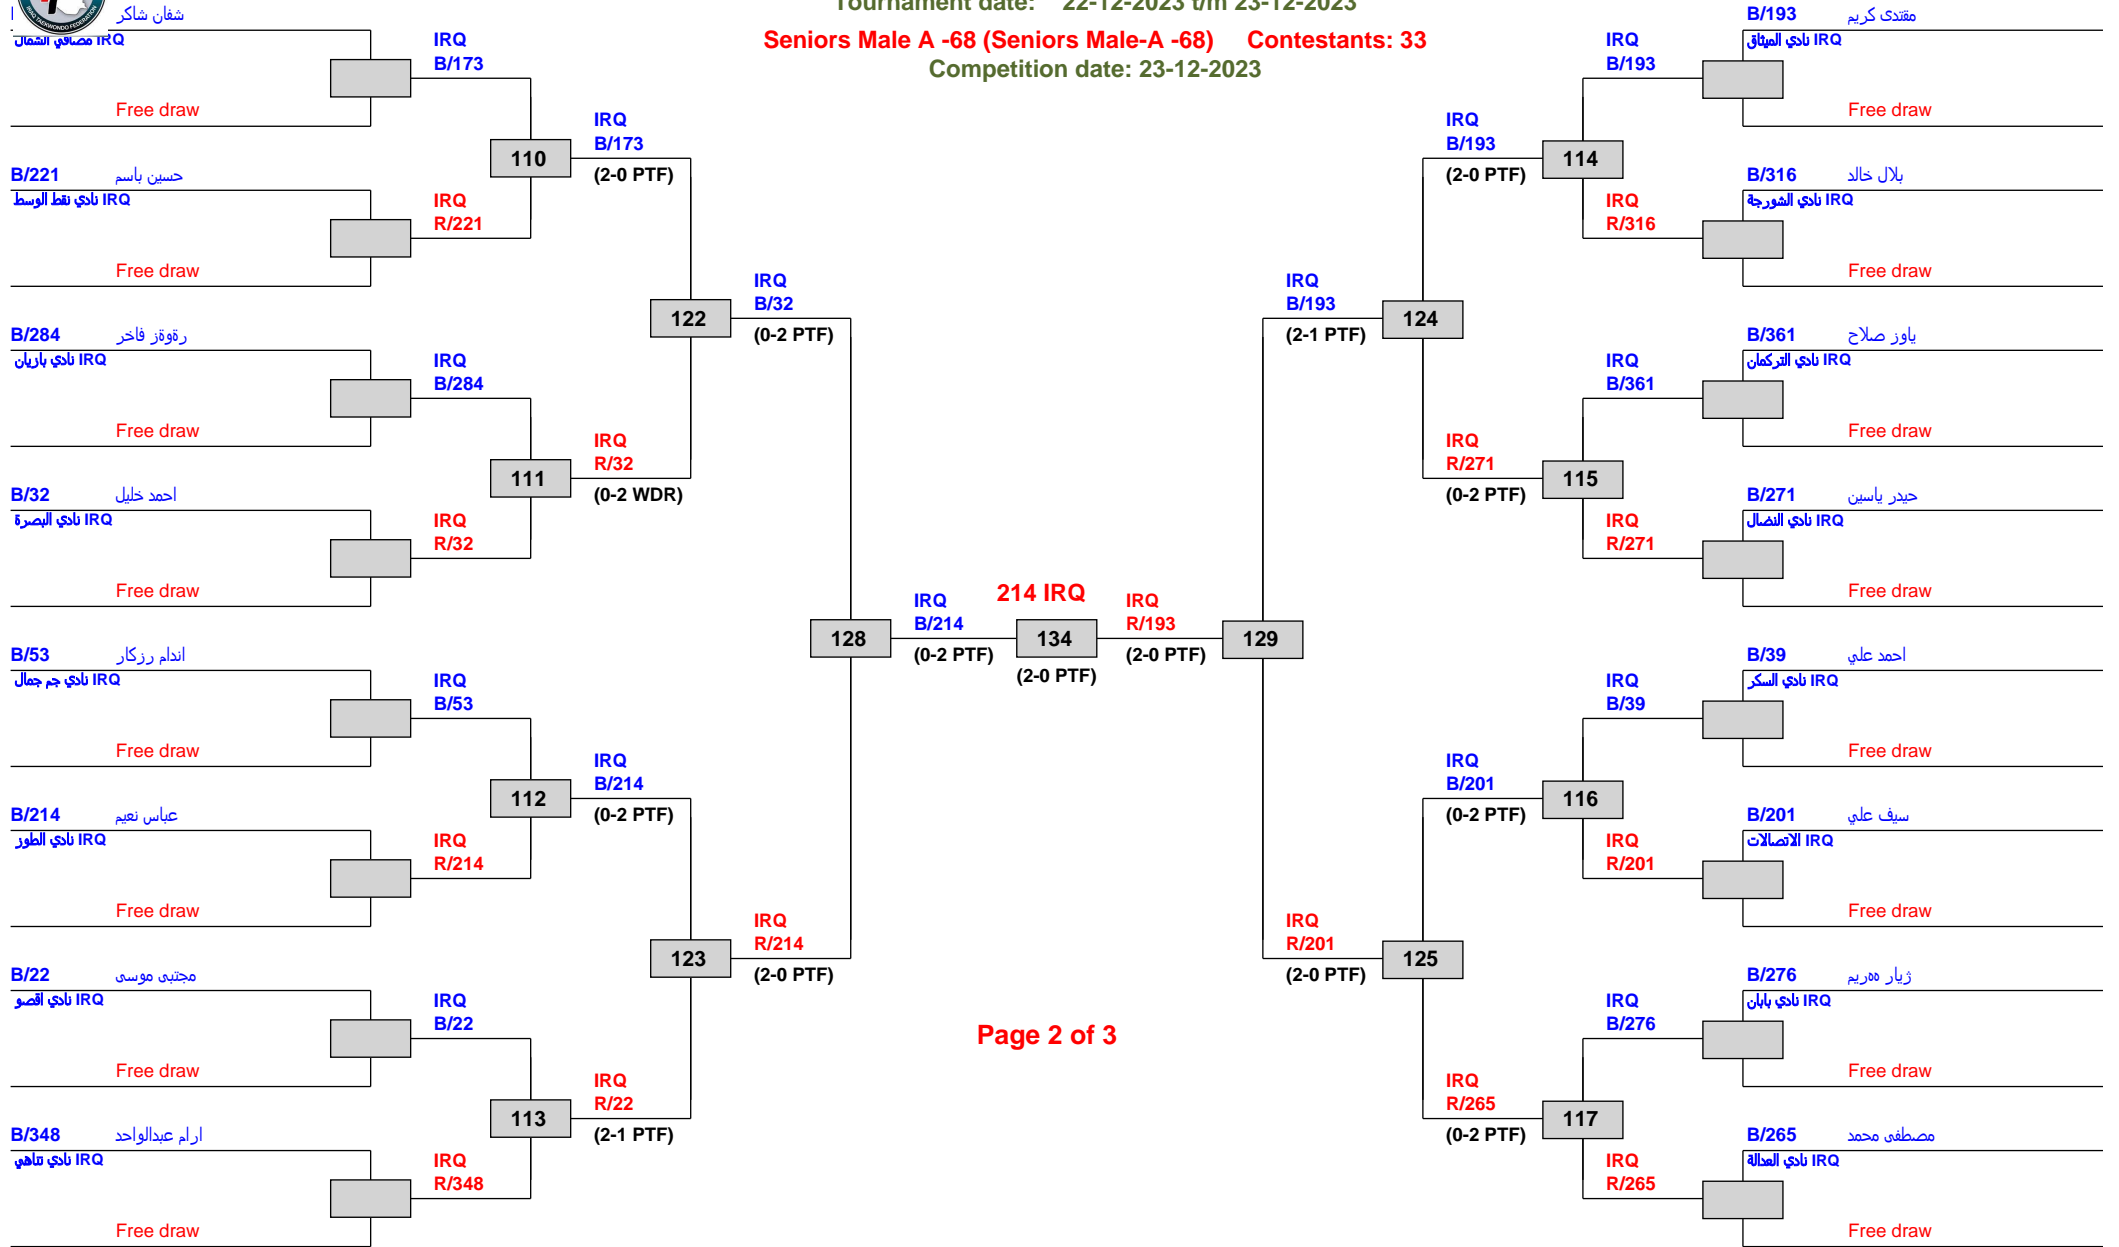 Tournament date: 22-12-2023 t/m 23-12-2023
Seniors Male A -68 (Seniors Male-A -68) Contestants: 33
Competition date: 23-12-2023
IRAQ TAEKWONDO FEDERATION
شفان شاكر
IRQ مصافي الشمال
Free draw
IRQ
B/173
B/221 حسين باسم
IRQ نادي نقط الوسط
Free draw
IRQ
R/221
110
IRQ
B/173
(2-0 PTF)
B/284 رةوةز فاخر
IRQ نادي بازيان
Free draw
IRQ
B/284
B/32 احمد خليل
IRQ نادي البصرة
Free draw
IRQ
R/32
111
IRQ
R/32
(0-2 WDR)
122
IRQ
B/32
(0-2 PTF)
B/53 اندام رزكار
IRQ نادي جم جمال
Free draw
IRQ
B/53
B/214 عباس نعيم
IRQ نادي الطوز
Free draw
IRQ
R/214
112
IRQ
B/214
(0-2 PTF)
B/22 مجتبى موسى
IRQ نادي اقصو
Free draw
IRQ
B/22
B/348 ارام عبدالواحد
IRQ نادي نتاهي
Free draw
IRQ
R/348
113
IRQ
R/22
(2-1 PTF)
123
IRQ
R/214
(2-0 PTF)
128
IRQ
B/214
(0-2 PTF)
214 IRQ
134
(2-0 PTF)
IRQ
R/193
(2-0 PTF)
129
Page 2 of 3
IRQ
B/193
(2-1 PTF)
124
IRQ
B/193
(2-0 PTF)
114
IRQ
B/193
B/193 مقتدى كريم
IRQ نادي الميثاق
Free draw
IRQ
R/316
B/316 بلال خالد
IRQ نادي الشورجة
Free draw
IRQ
R/271
(0-2 PTF)
115
IRQ
B/361
B/361 ياوز صلاح
IRQ نادي التركمان
Free draw
IRQ
R/271
B/271 حيدر ياسين
IRQ نادي النضال
Free draw
IRQ
R/201
(2-0 PTF)
125
IRQ
B/201
(0-2 PTF)
116
IRQ
B/39
B/39 احمد علي
IRQ نادي السكر
Free draw
IRQ
R/201
B/201 سيف علي
IRQ الاتصالات
Free draw
IRQ
R/265
(0-2 PTF)
117
IRQ
B/276
B/276 ژيار ەەريم
IRQ نادي بابان
Free draw
IRQ
R/265
B/265 مصطفى محمد
IRQ نادي العدالة
Free draw